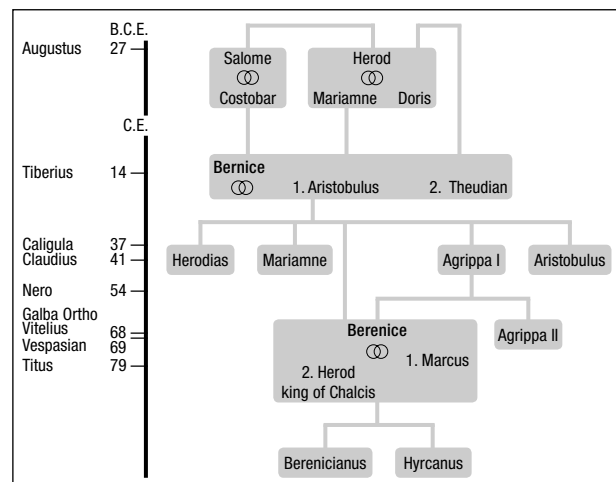 B.C.E.
Augustus 27
C.E.
Tiberius 14
Caligula 37
Claudius 41
Nero 54
Galba Ortho
Vitelius 68
Vespasian 69
Titus 79
Salome
Costobar
Herod
Mariamne Doris
Bernice
1. Aristobulus 2. Theudian
Herodias Mariamne Agrippa I Aristobulus
Berenice
1. Marcus
2. Herod
king of Chalcis
Agrippa II
Berenicianus Hyrcanus